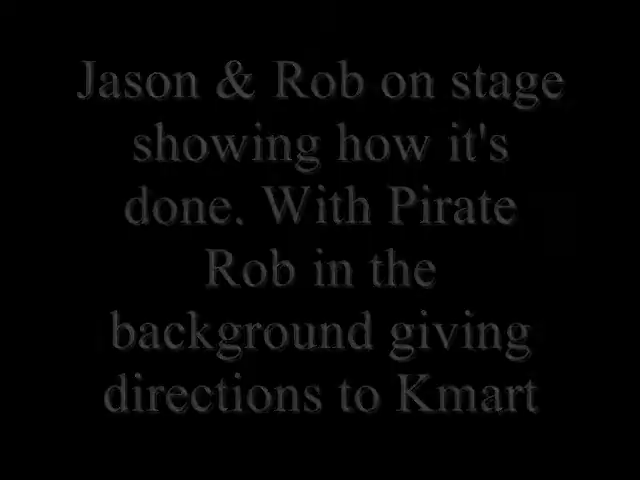 Jason & Rob on stage
showing how it's
done. With Pirate
Rob in the
background giving
directions to Kmart